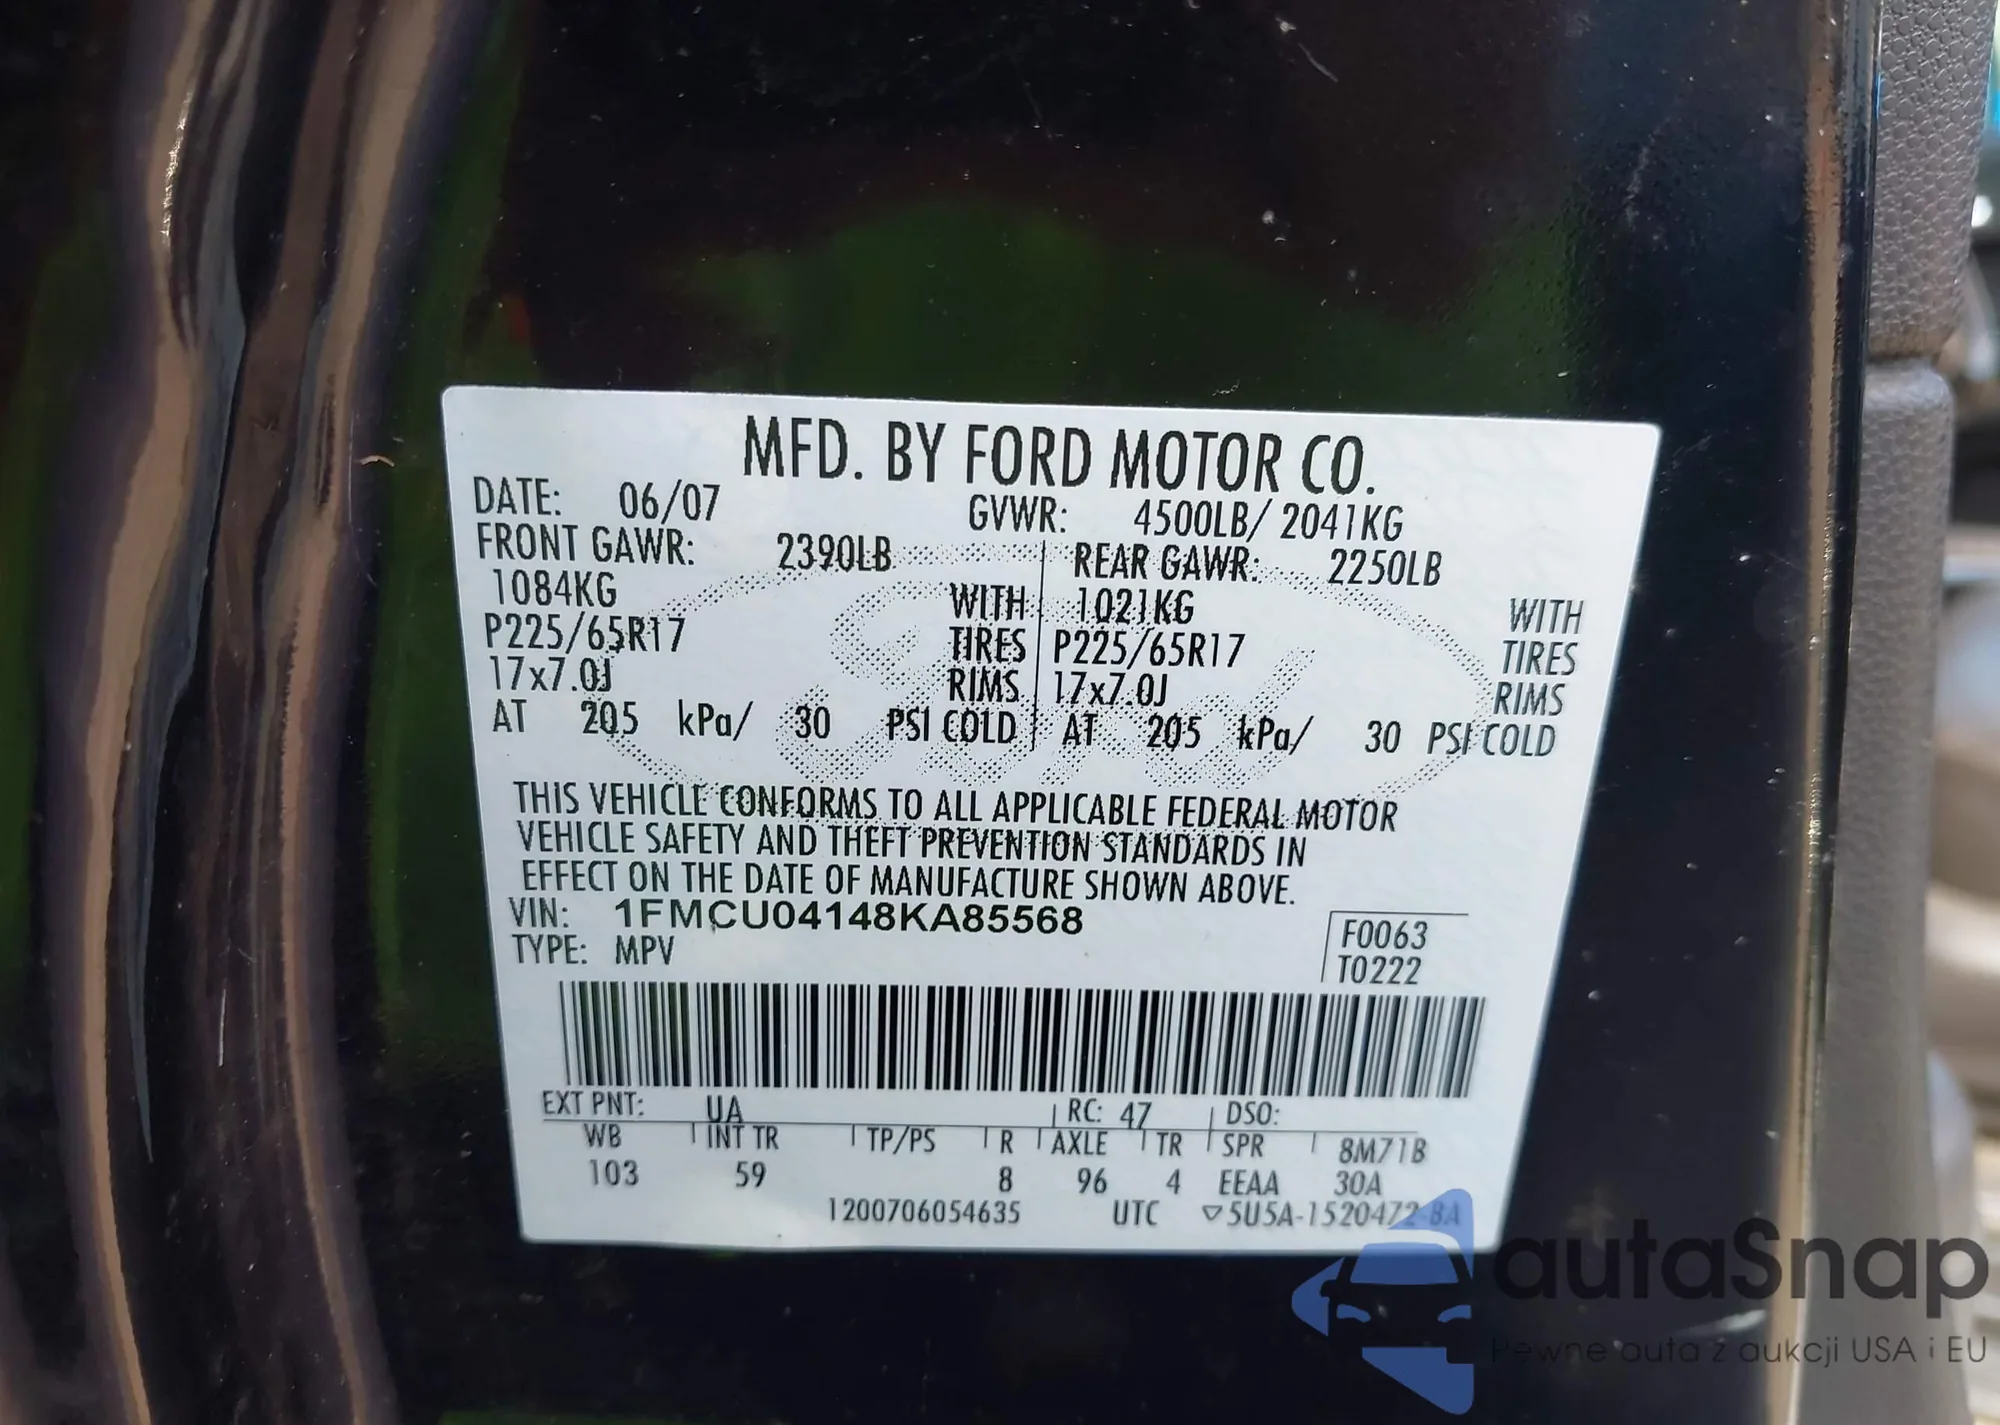 MFD. BY FORD MOTOR CO.
DATE: 06/07 GVWR: 4500LB/ 2041KG
FRONT GAWR: 2390LB REAR GAWR: 2250LB
1084KG WITH 1021KG WITH
P225/65R17 TIRES P225/65R17 TIRES
17x7.0J RIMS 17x7.0J RIMS
AT 205 kPa/ 30 PSI COLD AT 205 kPa/ 30 PSI COLD
THIS VEHICLE CONFORMS TO ALL APPLICABLE FEDERAL MOTOR
VEHICLE SAFETY AND THEFT PREVENTION STANDARDS IN
EFFECT ON THE DATE OF MANUFACTURE SHOWN ABOVE.
VIN: 1FMCU04148KA85568 F0063
TYPE: MPV T0222
EXT PNT: UA RC: 47 DSO:
WB INT TR TP/PS R AXLE TR SPR 8M71B
103 59 8 96 4 EEAA 30A
1200706054635 UTC ▽5U5A-1520472-BA
autaSnap
Pewne auta z aukcji USA i EU